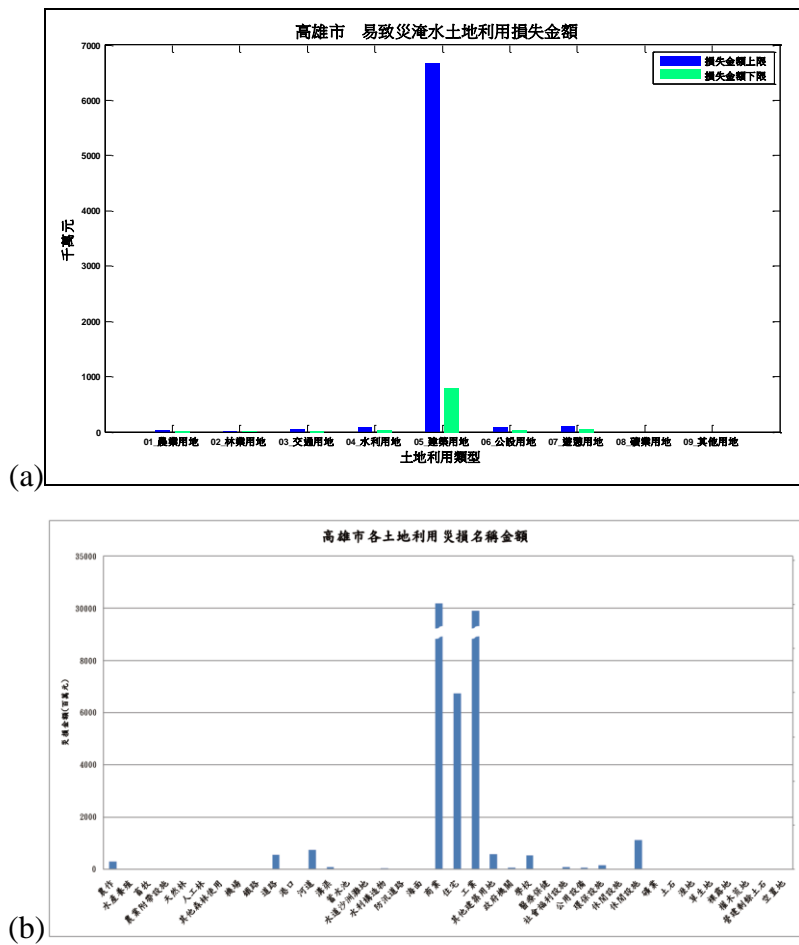 高雄市 易致災淹水土地利用損失金額
7000
6000
5000
4000
3000
2000
1000
0
千萬元
損失金額上限
損失金額下限
01_農業用地 02_林業用地 03_交通用地 04_水利用地 05_建築用地 06_公設用地 07_遊憩用地 08_礦業用地 09_其他用地
土地利用類型
(a)
高雄市各土地利用災損名稱金額
35000
30000
8000
6000
4000
2000
0
災損金額(百萬元)
農作
水產養殖
畜牧
農業附帶設施
天然林
人工林
其他森林使用
機場
鐵路
道路
港口
河道
溝渠
蓄水池
水道沙洲灘地
水利構造物
防汛道路
海面
商業
住宅
工業
其他建築用地
政府機關
學校
醫療保健
社會福利設施
公用設備
環保設施
休閒設施
休閒設施
礦業
土石
溼地
草生地
裸露地
灌木荒地
營建剩餘土石
空置地
(b)